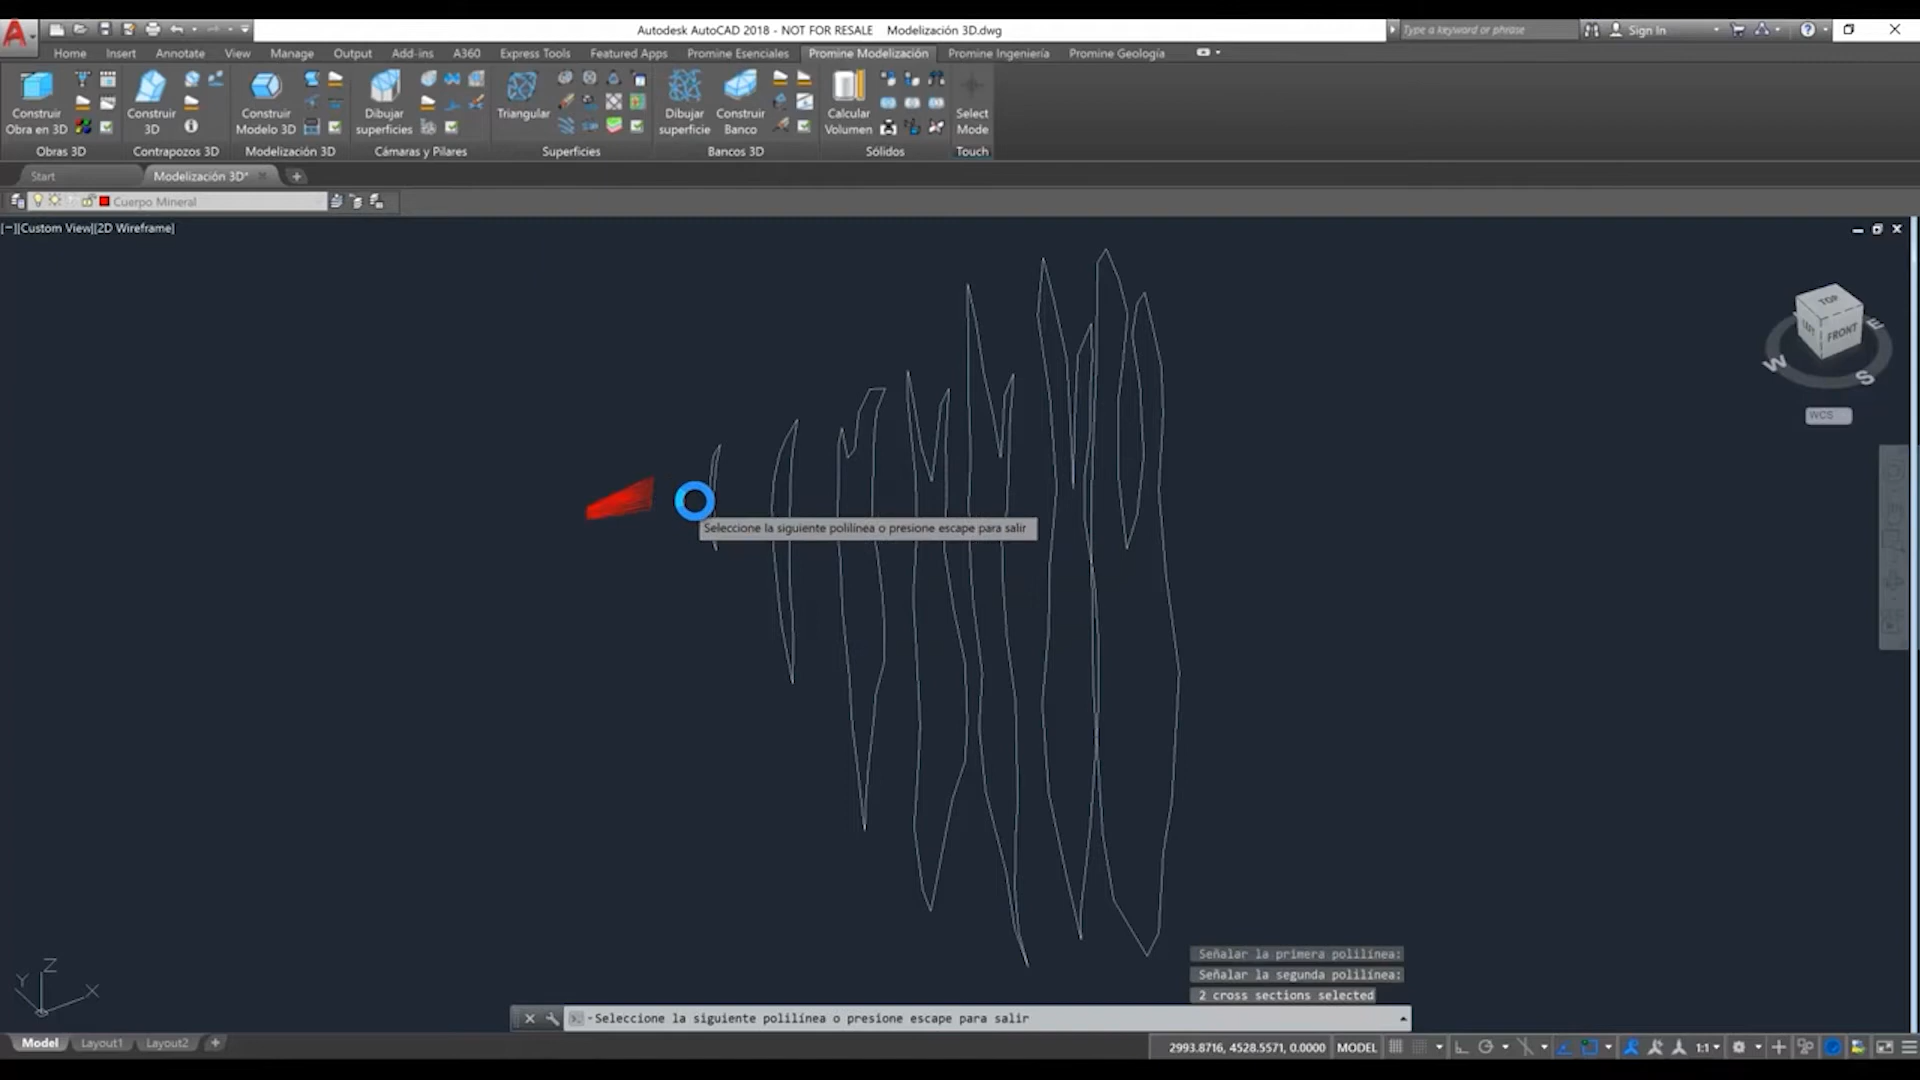 Autodesk AutoCAD 2018 - NOT FOR RESALE Modelización 3D.dwg
Type a keyword or phrase
Sign In
Home Insert Annotate View Manage Output Add-ins A360 Express Tools Featured Apps Promine Esenciales Promine Modelización Promine Ingeniería Promine Geología
Construir Obra en 3D
Construir 3D
Construir Modelo 3D
Dibujar superficies
Triangular
Dibujar superficie
Construir Banco
Calcular Volumen
Select Mode
Obras 3D Contrapozos 3D Modelización 3D Cámaras y Pilares Superficies Bancos 3D Sólidos Touch
Start Modelización 3D*
Cuerpo Mineral
[−][Custom View][2D Wireframe]
TOP
LEFT FRONT
W S E
WCS
Seleccione la siguiente polilínea o presione escape para salir
Señalar la primera polilínea:
Señalar la segunda polilínea:
2 cross sections selected
Z
Y X
-Seleccione la siguiente polilínea o presione escape para salir
Model Layout1 Layout2
2993.8716, 4528.5571, 0.0000 MODEL 1:1